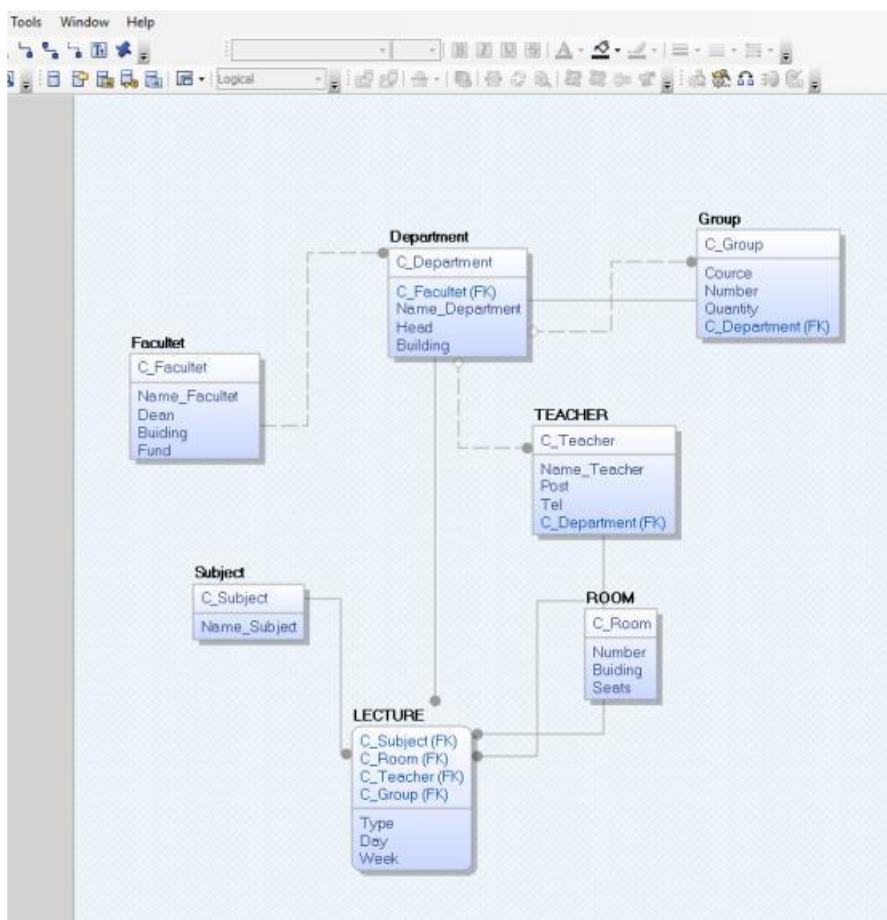 Tools Window Help
Logical
Group
C_Group
Cource
Number
Quantity
C_Department (FK)
Department
C_Department
C_Facultet (FK)
Name_Department
Head
Building
Facultet
C_Facultet
Name_Facultet
Dean
Buiding
Fund
TEACHER
C_Teacher
Name_Teacher
Post
Tel
C_Department (FK)
Subject
C_Subject
Name_Subject
ROOM
C_Room
Number
Buiding
Seats
LECTURE
C_Subject (FK)
C_Room (FK)
C_Teacher (FK)
C_Group (FK)
Type
Day
Week